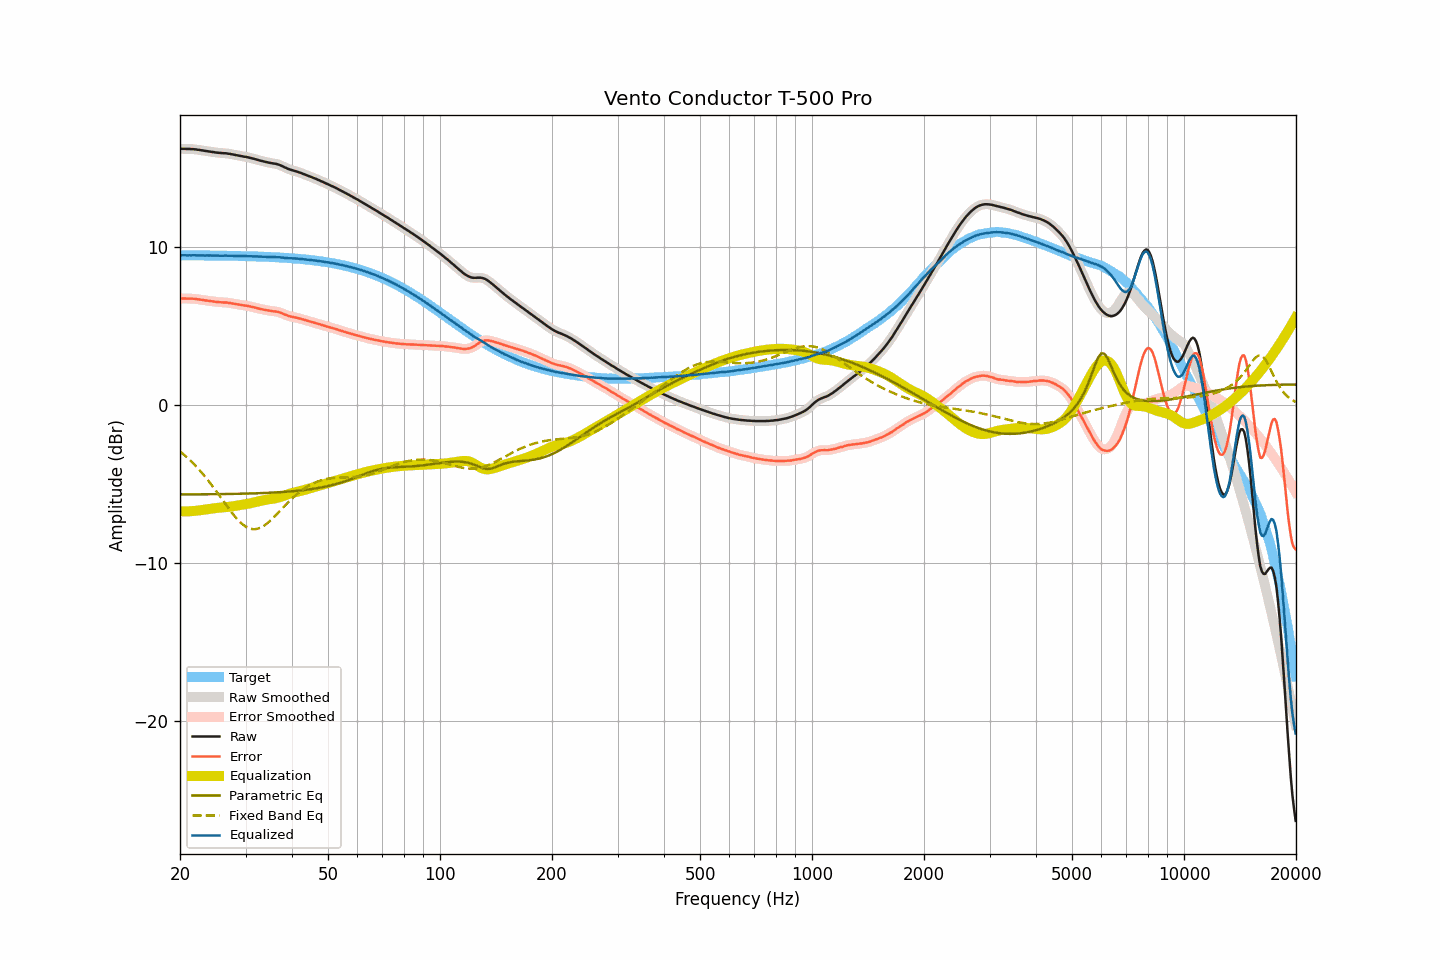 Vento Conductor T-500 Pro
Amplitude (dBr)
10
0
−10
−20
Target
Raw Smoothed
Error Smoothed
Raw
Error
Equalization
Parametric Eq
Fixed Band Eq
Equalized
20 50 100 200 500 1000 2000 5000 10000 20000
Frequency (Hz)